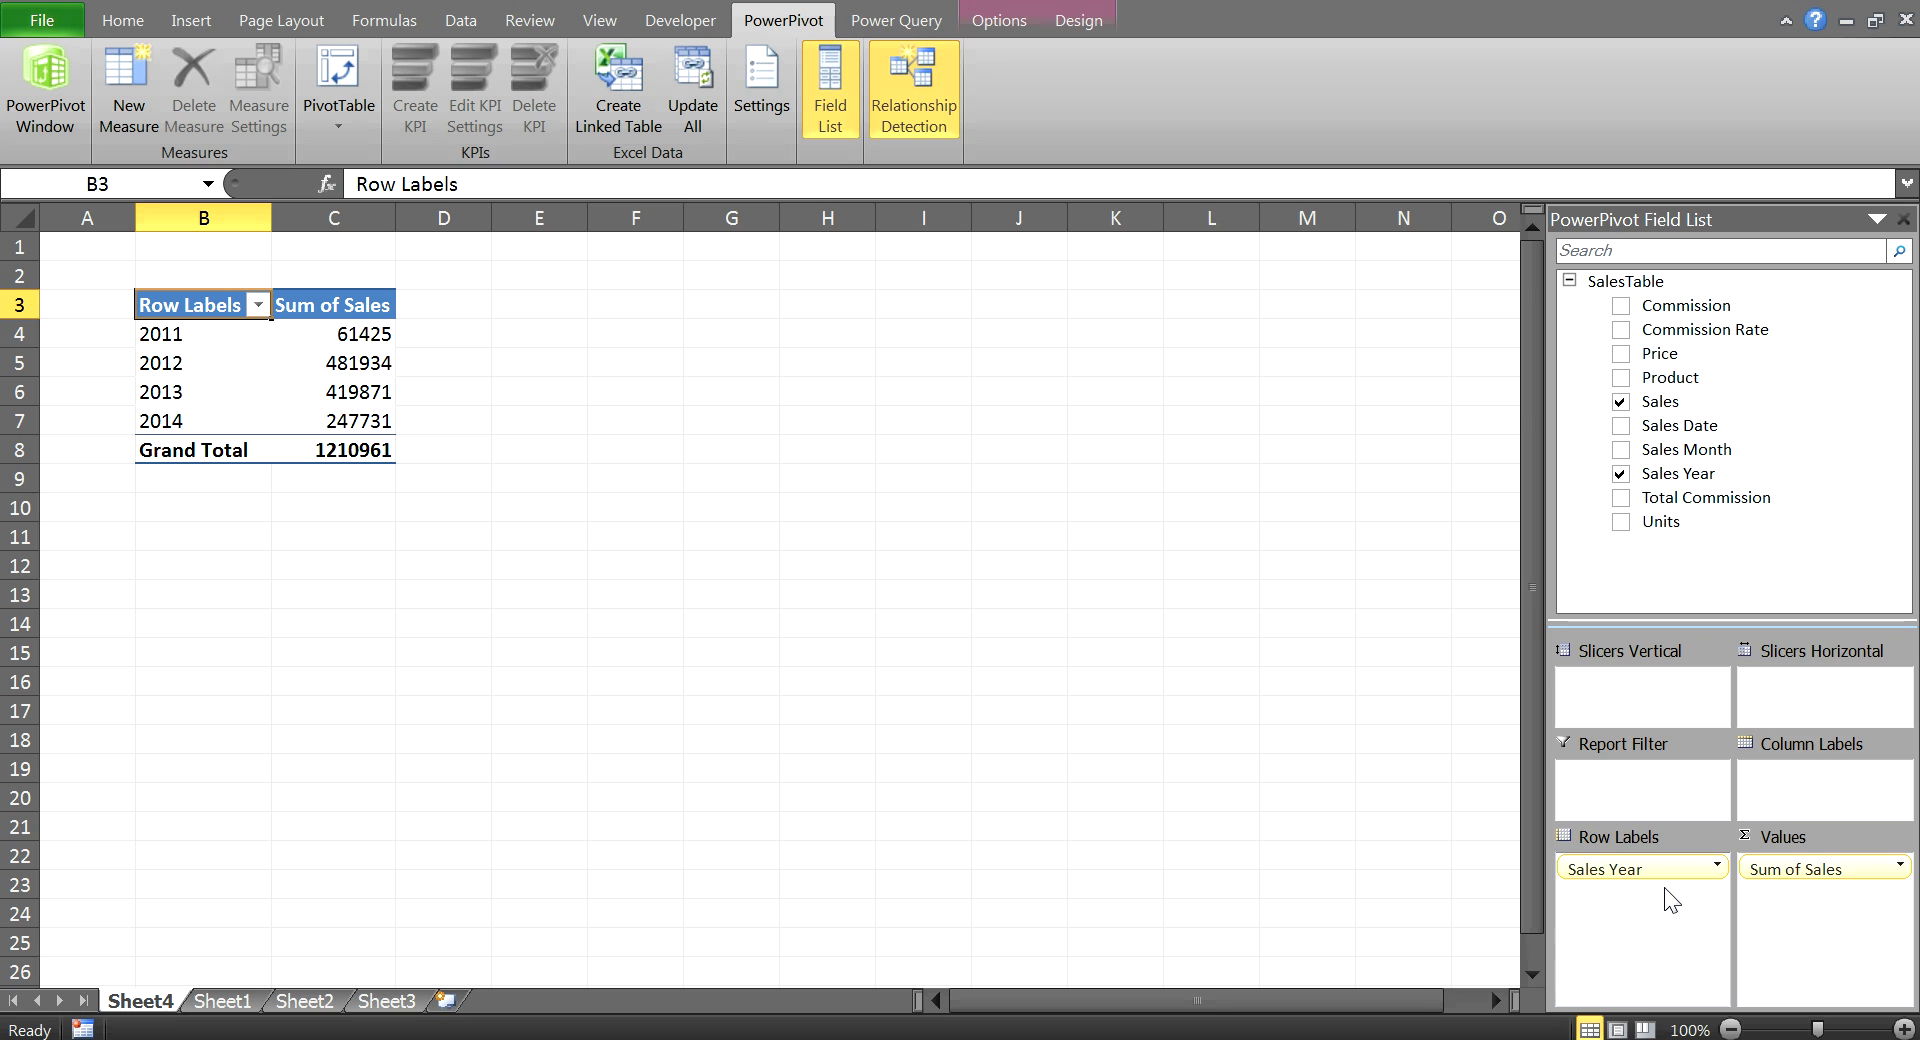 File Home Insert Page Layout Formulas Data Review View Developer PowerPivot Power Query Options Design
PowerPivot Window
New Measure
Delete Measure
Measure Settings
PivotTable
Create KPI
Edit KPI Settings
Delete KPI
Create Linked Table
Update All
Settings
Field List
Relationship Detection
Measures KPIs Excel Data
B3 fx Row Labels
A B C D E F G H I J K L M N O
1
2
3 Row Labels Sum of Sales
4 2011 61425
5 2012 481934
6 2013 419871
7 2014 247731
8 Grand Total 1210961
9
10
11
12
13
14
15
16
17
18
19
20
21
22
23
24
25
26
PowerPivot Field List
Search
SalesTable
Commission
Commission Rate
Price
Product
Sales
Sales Date
Sales Month
Sales Year
Total Commission
Units
Slicers Vertical Slicers Horizontal
Report Filter Column Labels
Row Labels Σ Values
Sales Year Sum of Sales
Sheet4 Sheet1 Sheet2 Sheet3
Ready 100%